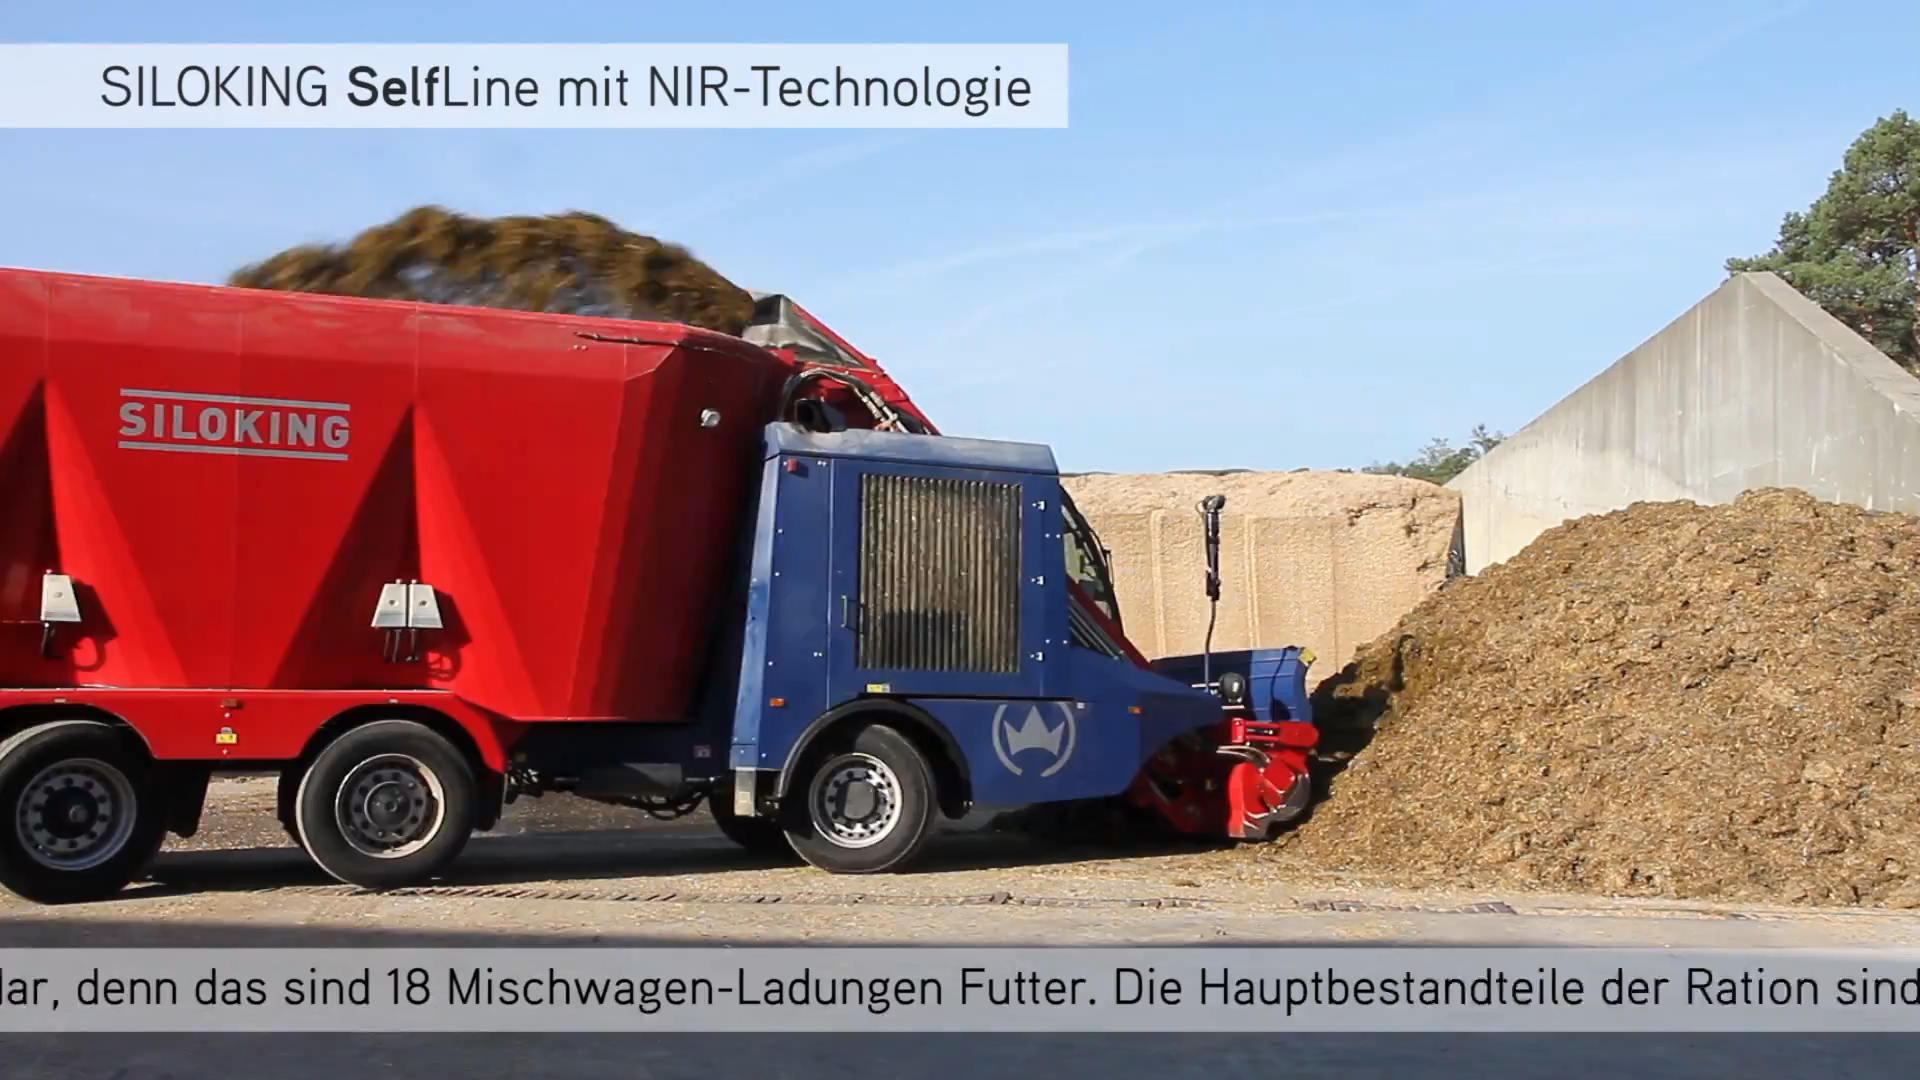 SILOKING SelfLine mit NIR-Technologie
SILOKING
denn das sind 18 Mischwagen-Ladungen Futter. Die Hauptbestandteile der Ration sind